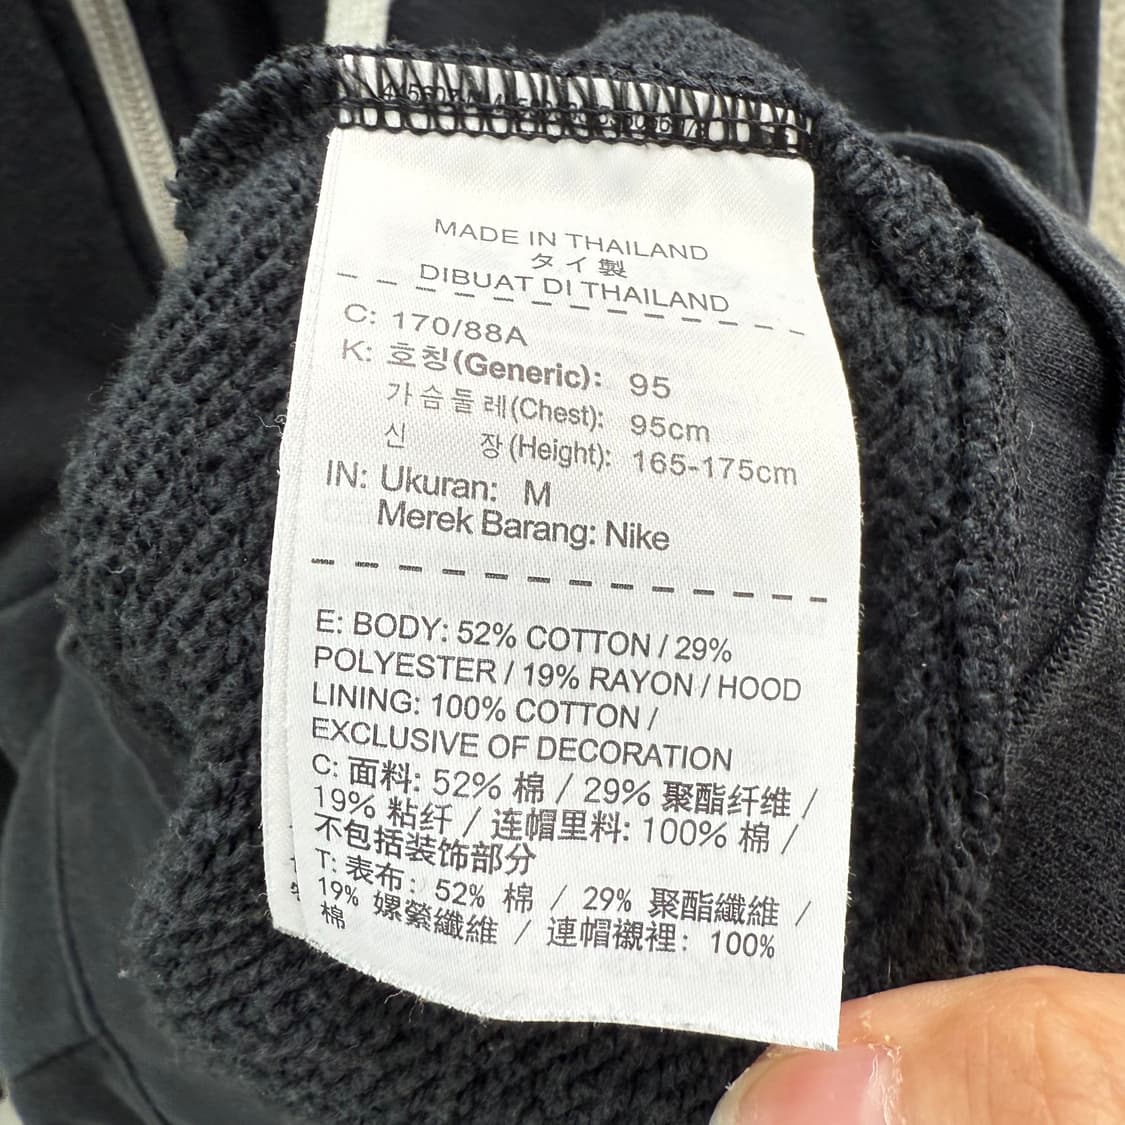 MADE IN THAILAND
タイ製
DIBUAT DI THAILAND
C: 170/88A
K: 호칭(Generic): 95
가슴둘레(Chest): 95cm
신 장(Height): 165-175cm
IN: Ukuran: M
Merek Barang: Nike
E: BODY: 52% COTTON / 29%
POLYESTER / 19% RAYON / HOOD
LINING: 100% COTTON /
EXCLUSIVE OF DECORATION
C: 面料: 52% 棉 / 29% 聚酯纤维 /
19% 粘纤 / 连帽里料: 100% 棉 /
不包括装饰部分
T: 表布: 52% 棉 / 29% 聚酯纖維 /
19% 嫘縈纖維 / 連帽襯裡: 100%
棉